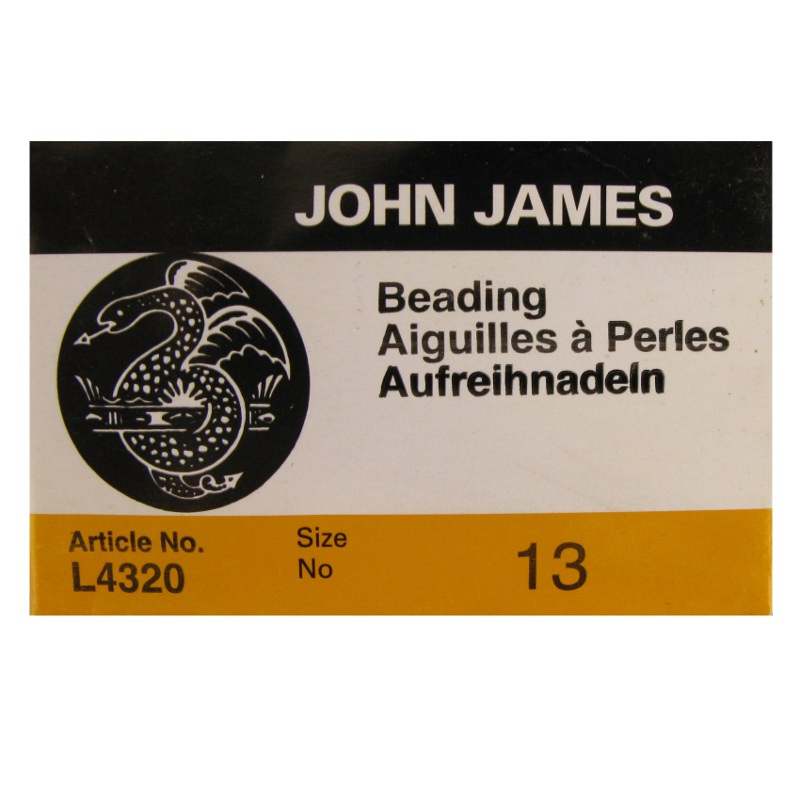 JOHN JAMES
Beading
Aiguilles à Perles
Aufreihnadeln
Article No.
L4320
Size
No
13